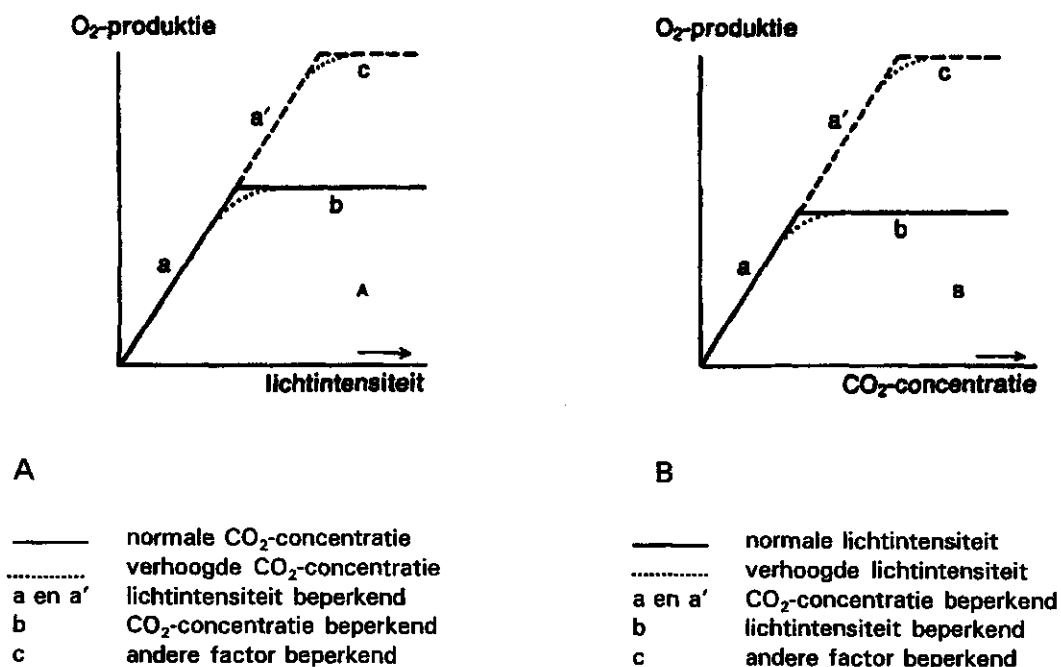 O₂-produktie
c
a′
b
a
A
lichtintensiteit
O₂-produktie
c
a′
b
a
B
CO₂-concentratie
A
normale CO₂-concentratie
verhoogde CO₂-concentratie
a en a′ lichtintensiteit beperkend
b CO₂-concentratie beperkend
c andere factor beperkend
B
normale lichtintensiteit
verhoogde lichtintensiteit
a en a′ CO₂-concentratie beperkend
b lichtintensiteit beperkend
c andere factor beperkend